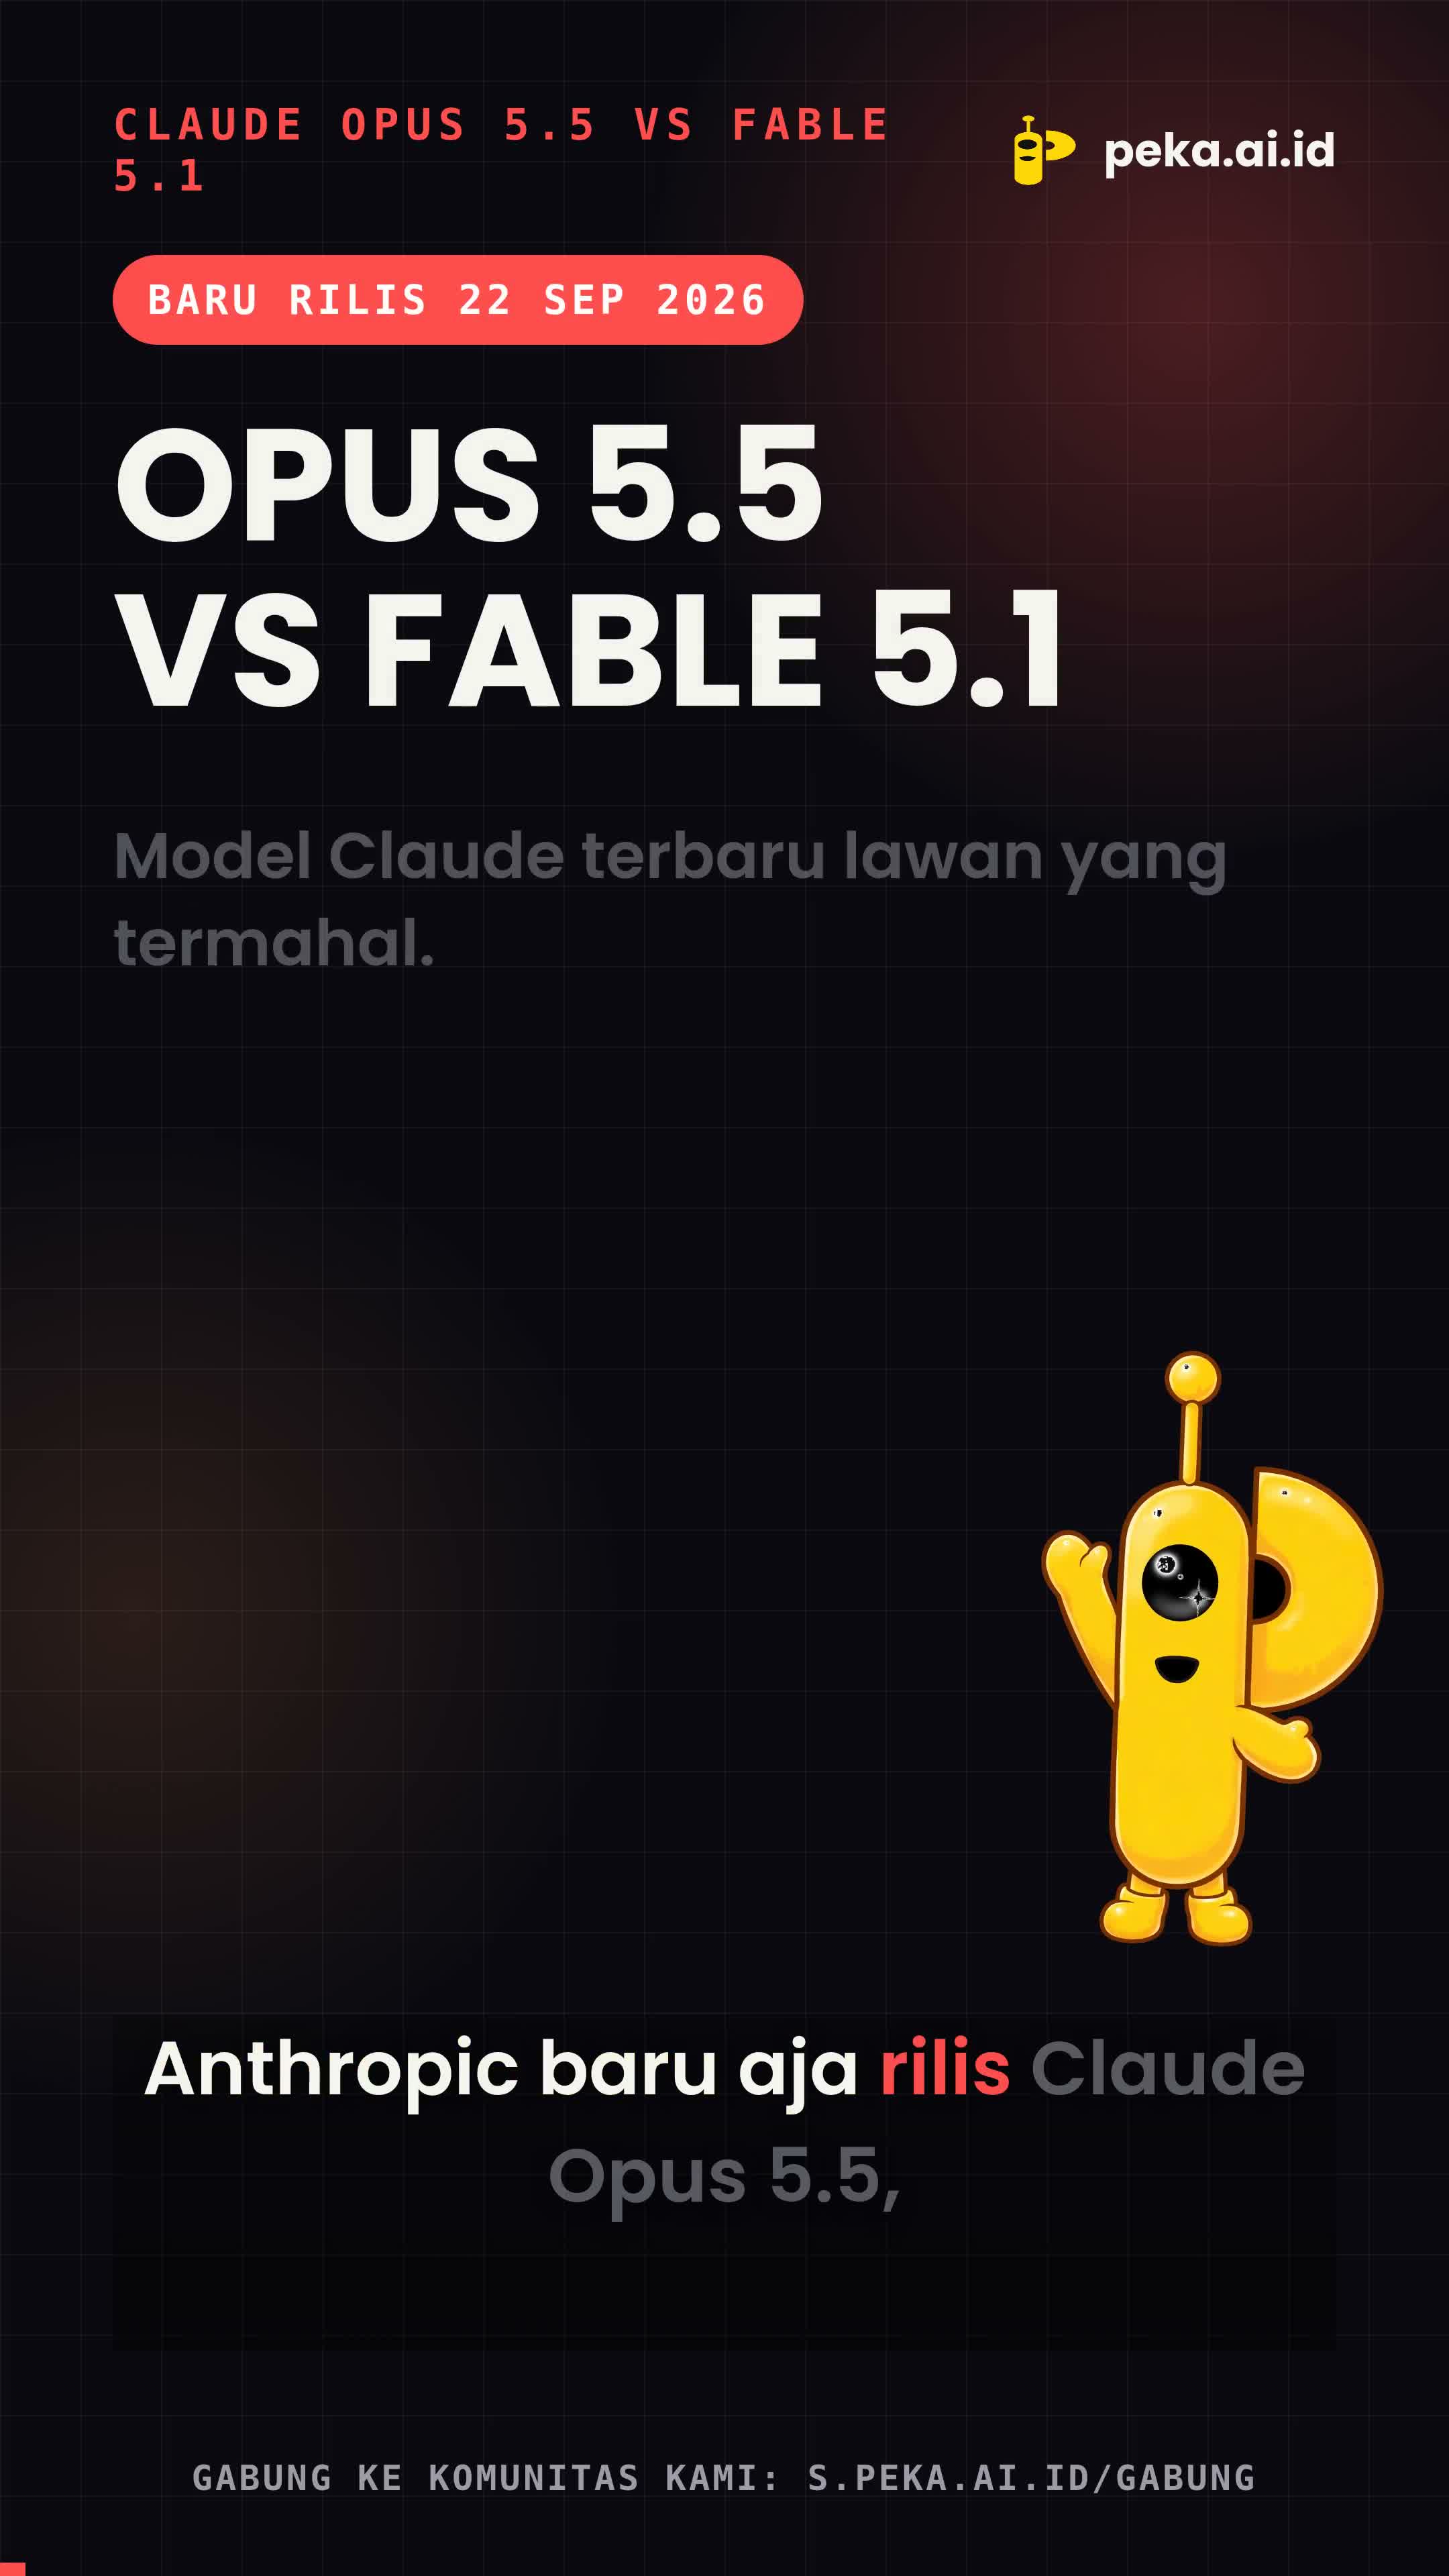 CLAUDE OPUS 5.5 VS FABLE
5.1
peka.ai.id
BARU RILIS 22 SEP 2026
OPUS 5.5
VS FABLE 5.1
Model Claude terbaru lawan yang
termahal.
Anthropic baru aja rilis Claude
Opus 5.5,
GABUNG KE KOMUNITAS KAMI: S.PEKA.AI.ID/GABUNG